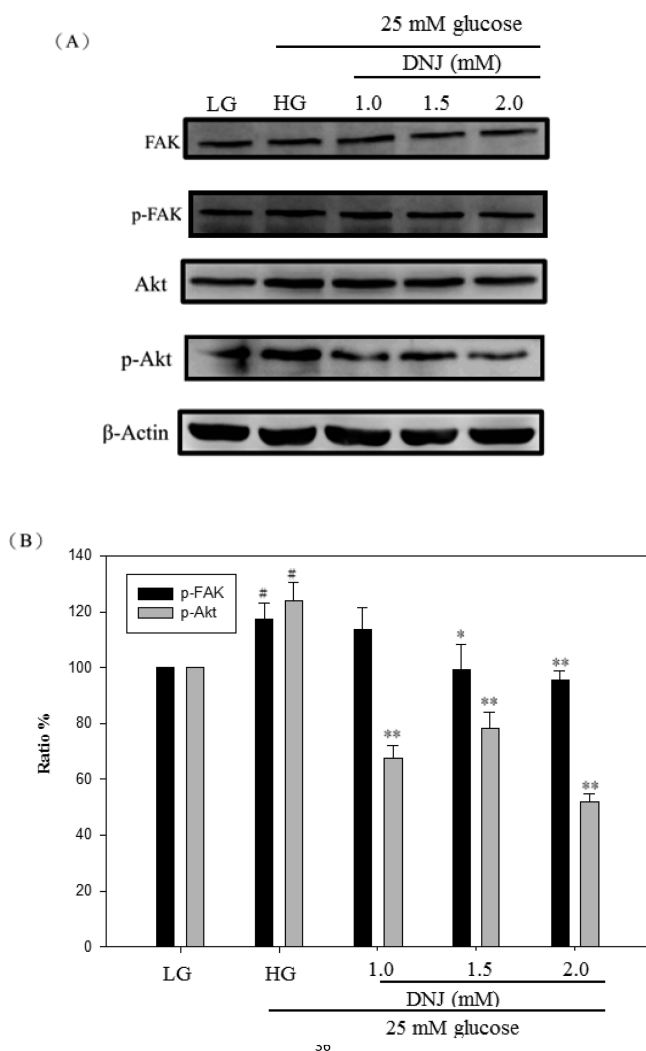 (A)
25 mM glucose
DNJ (mM)
LG HG 1.0 1.5 2.0
FAK
p-FAK
Akt
p-Akt
β-Actin
(B)
140
120
100
80
60
40
20
0
Ratio %
p-FAK
p-Akt
# #
** * ** ** **
LG HG 1.0 1.5 2.0
DNJ (mM)
25 mM glucose
38